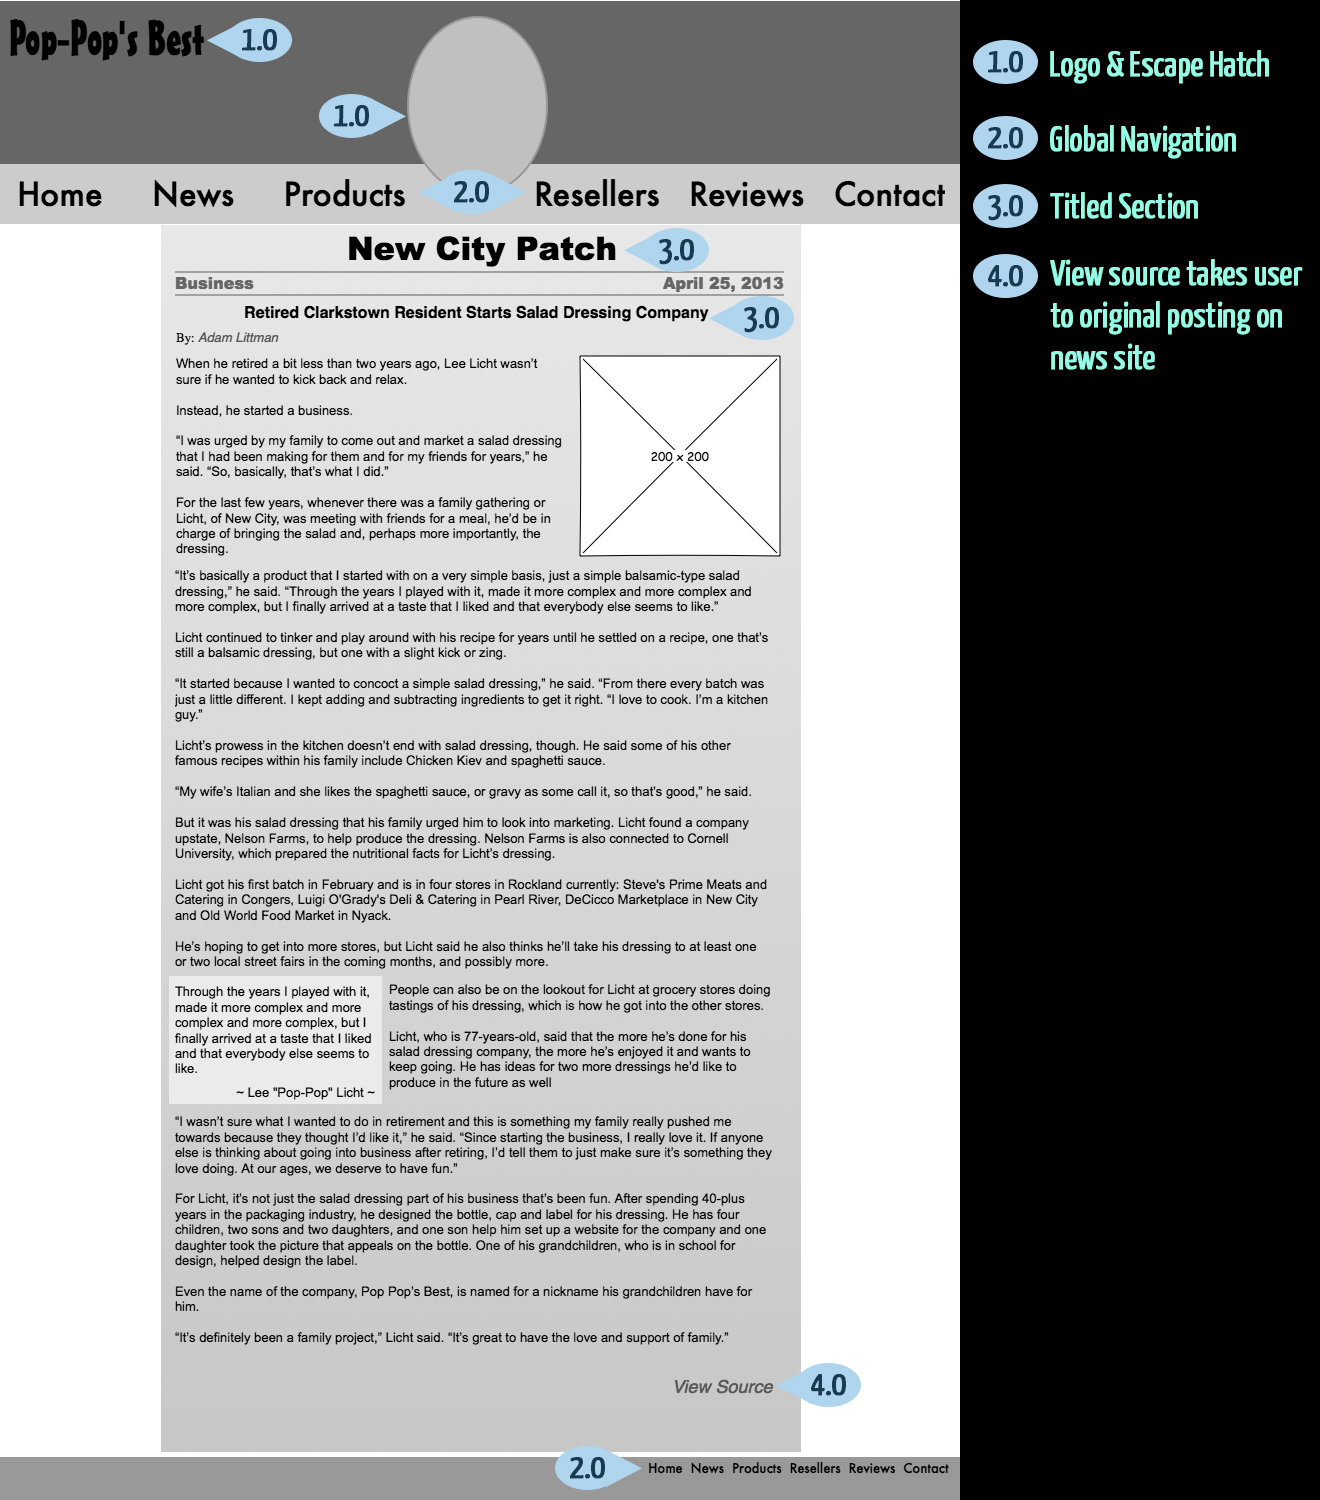 Pop-Pop's Best
1.0
1.0
Home News Products 2.0 Resellers Reviews Contact
New City Patch
3.0
Business April 25, 2013
Retired Clarkstown Resident Starts Salad Dressing Company
3.0
By: Adam Littman
When he retired a bit less than two years ago, Lee Licht wasn’t
sure if he wanted to kick back and relax.
Instead, he started a business.
“I was urged by my family to come out and market a salad dressing
that I had been making for them and for my friends for years,” he
said. “So, basically, that’s what I did.”
For the last few years, whenever there was a family gathering or
Licht, of New City, was meeting with friends for a meal, he’d be in
charge of bringing the salad and, perhaps more importantly, the
dressing.
200 x 200
“It’s basically a product that I started with on a very simple basis, just a simple balsamic-type salad
dressing,” he said. “Through the years I played with it, made it more complex and more complex and
more complex, but I finally arrived at a taste that I liked and that everybody else seems to like.”
Licht continued to tinker and play around with his recipe for years until he settled on a recipe, one that’s
still a balsamic dressing, but one with a slight kick or zing.
“It started because I wanted to concoct a simple salad dressing,” he said. “From there every batch was
just a little different. I kept adding and subtracting ingredients to get it right. “I love to cook. I’m a kitchen
guy.”
Licht’s prowess in the kitchen doesn’t end with salad dressing, though. He said some of his other
famous recipes within his family include Chicken Kiev and spaghetti sauce.
“My wife’s Italian and she likes the spaghetti sauce, or gravy as some call it, so that’s good,” he said.
But it was his salad dressing that his family urged him to look into marketing. Licht found a company
upstate, Nelson Farms, to help produce the dressing. Nelson Farms is also connected to Cornell
University, which prepared the nutritional facts for Licht’s dressing.
Licht got his first batch in February and is in four stores in Rockland currently: Steve's Prime Meats and
Catering in Congers, Luigi O'Grady's Deli & Catering in Pearl River, DeCicco Marketplace in New City
and Old World Food Market in Nyack.
He’s hoping to get into more stores, but Licht said he also thinks he’ll take his dressing to at least one
or two local street fairs in the coming months, and possibly more.
Through the years I played with it,
made it more complex and more
complex and more complex, but I
finally arrived at a taste that I liked
and that everybody else seems to
like.
~ Lee "Pop-Pop" Licht ~
People can also be on the lookout for Licht at grocery stores doing
tastings of his dressing, which is how he got into the other stores.
Licht, who is 77-years-old, said that the more he’s done for his
salad dressing company, the more he’s enjoyed it and wants to
keep going. He has ideas for two more dressings he’d like to
produce in the future as well
“I wasn’t sure what I wanted to do in retirement and this is something my family really pushed me
towards because they thought I’d like it,” he said. “Since starting the business, I really love it. If anyone
else is thinking about going into business after retiring, I’d tell them to just make sure it’s something they
love doing. At our ages, we deserve to have fun.”
For Licht, it’s not just the salad dressing part of his business that’s been fun. After spending 40-plus
years in the packaging industry, he designed the bottle, cap and label for his dressing. He has four
children, two sons and two daughters, and one son help him set up a website for the company and one
daughter took the picture that appeals on the bottle. One of his grandchildren, who is in school for
design, helped design the label.
Even the name of the company, Pop Pop’s Best, is named for a nickname his grandchildren have for
him.
“It’s definitely been a family project,” Licht said. “It’s great to have the love and support of family.”
View Source
4.0
2.0
Home News Products Resellers Reviews Contact
1.0 Logo & Escape Hatch
2.0 Global Navigation
3.0 Titled Section
4.0 View source takes user
to original posting on
news site